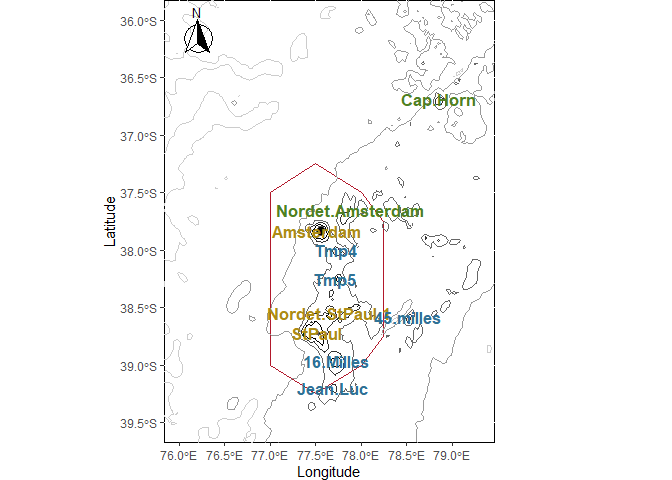 N
36.0°S
36.5°S
37.0°S
37.5°S
38.0°S
38.5°S
39.0°S
39.5°S
Latitude
Cap.Horn
Nordet.Amsterdam
Amsterdam
Tmp4
Tmp5
Nordet.StPaul.1
45.milles
StPaul
16.Milles
Jean.Luc
76.0°E 76.5°E 77.0°E 77.5°E 78.0°E 78.5°E 79.0°E
Longitude